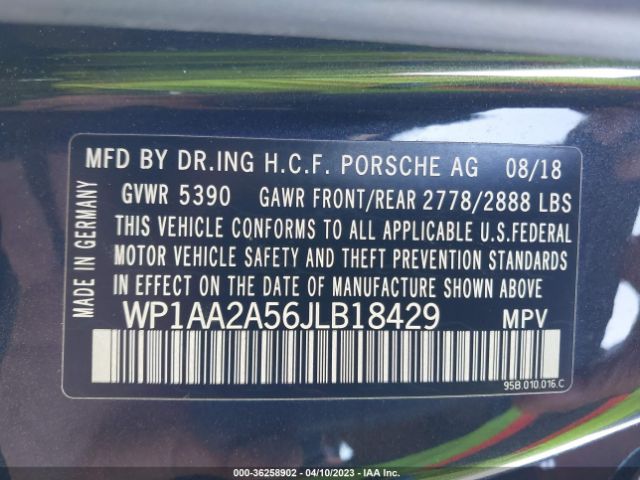 MFD BY DR.ING H.C.F. PORSCHE AG 08/18
GVWR 5390 GAWR FRONT/REAR 2778/2888 LBS
THIS VEHICLE CONFORMS TO ALL APPLICABLE U.S.FEDERAL
MOTOR VEHICLE SAFETY AND THEFT PREVENTION STANDARDS
IN EFFECT ON THE DATE OF MANUFACTURE SHOWN ABOVE.
WP1AA2A56JLB18429 MPV
MADE IN GERMANY
95B.010.016.C
000-36258902 - 04/10/2023 - IAA Inc.